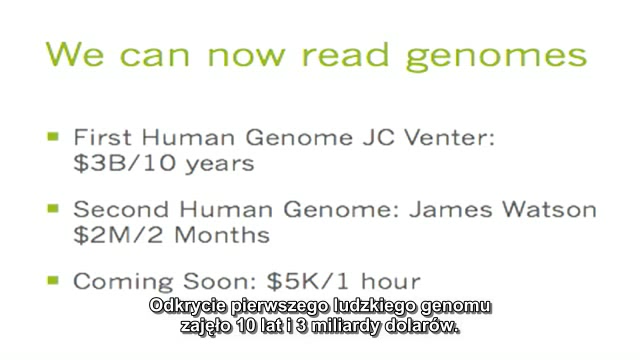 We can now read genomes
First Human Genome JC Venter:
$3B/10 years
Second Human Genome: James Watson
$2M/2 Months
Coming Soon: $5K/1 hour
Odkrycie pierwszego ludzkiego genomu
zajęło 10 lat i 3 miliardy dolarów.